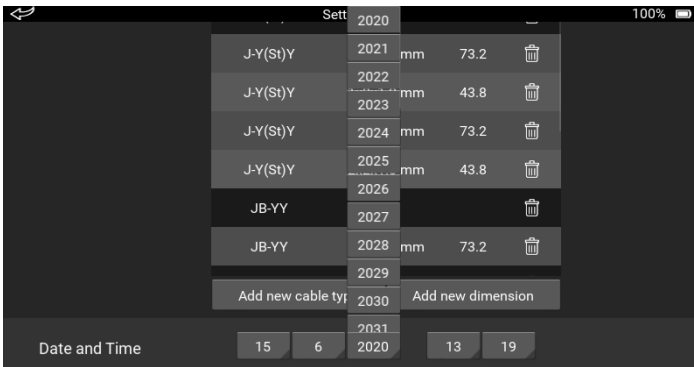 Sett 2020 100%
2021
J-Y(St)Y mm 73.2
2022
J-Y(St)Y mm 43.8
2023
J-Y(St)Y 2024 mm 73.2
2025
J-Y(St)Y mm 43.8
2026
JB-YY
2027
JB-YY 2028 mm 73.2
2029
Add new cable typ 2030 Add new dimension
2031
Date and Time 15 6 2020 13 19